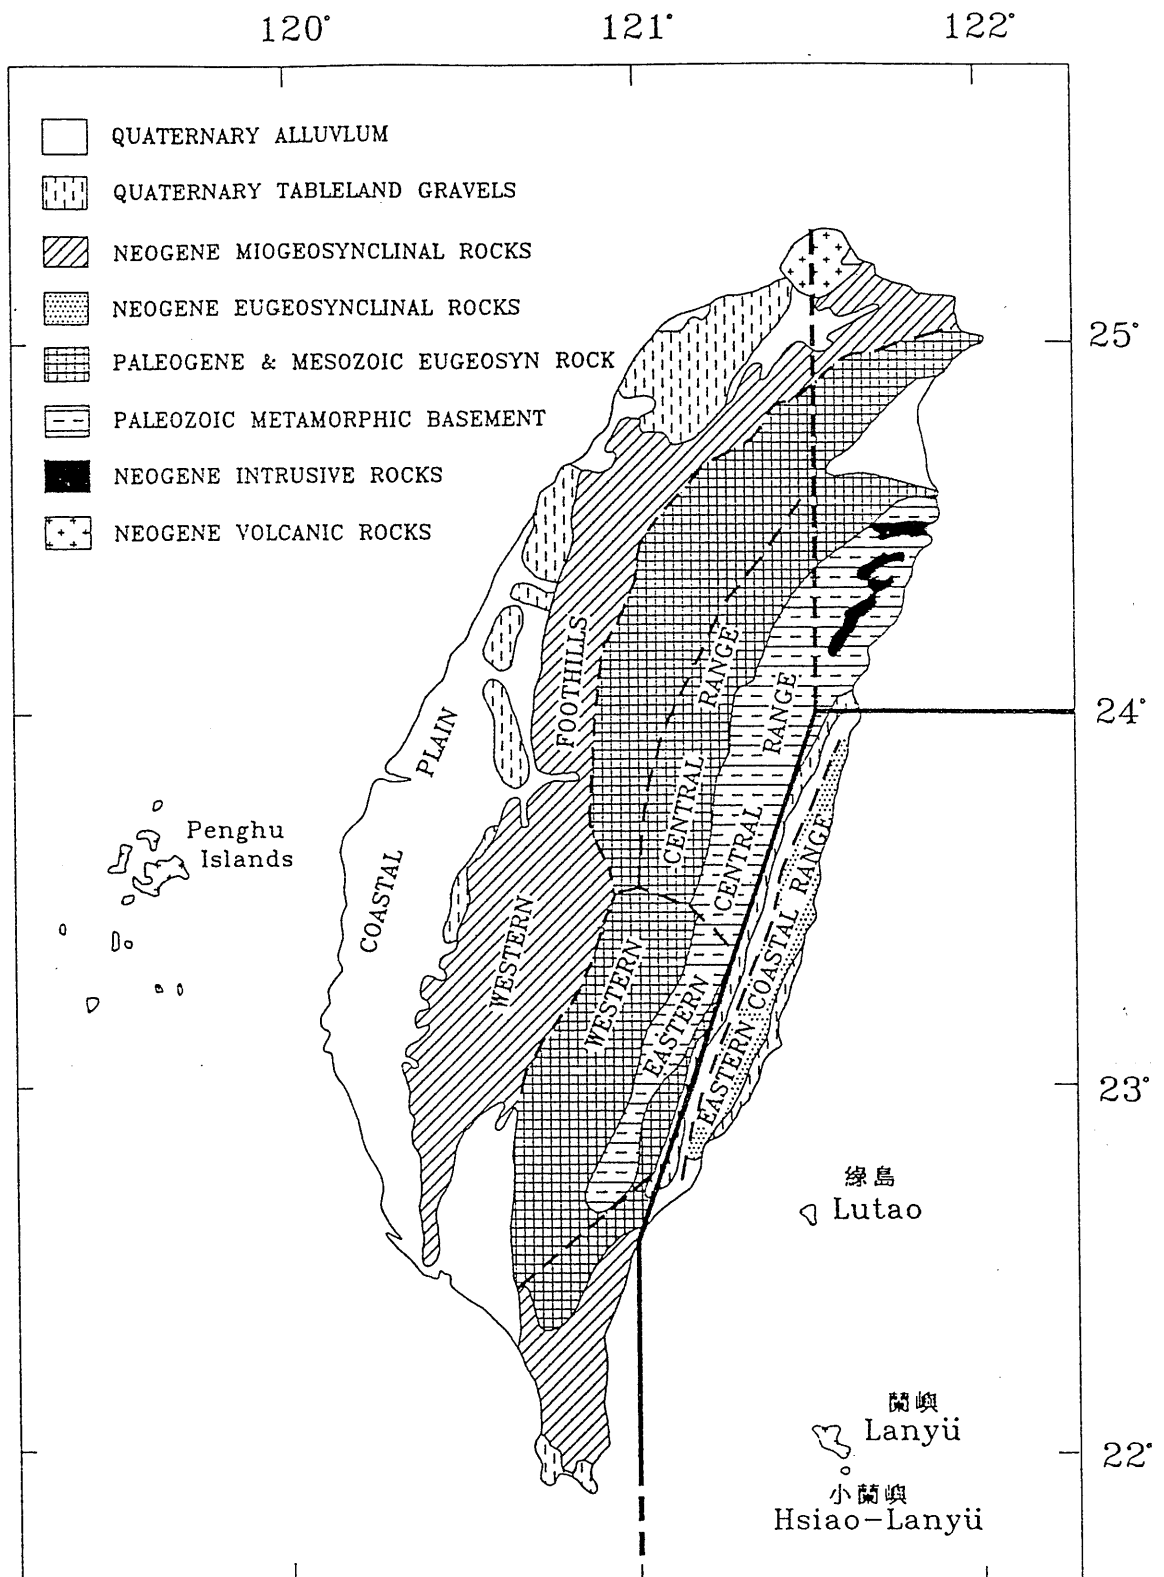 120°
121°
122°
QUATERNARY ALLUVLUM
QUATERNARY TABLELAND GRAVELS
NEOGENE MIOGEOSYNCLINAL ROCKS
NEOGENE EUGEOSYNCLINAL ROCKS
PALEOGENE & MESOZOIC EUGEOSYN ROCK
PALEOZOIC METAMORPHIC BASEMENT
NEOGENE INTRUSIVE ROCKS
NEOGENE VOLCANIC ROCKS
25°
24°
23°
22°
COASTAL PLAIN
WESTERN FOOTHILLS
WESTERN CENTRAL RANGE
EASTERN CENTRAL RANGE
EASTERN COASTAL RANGE
Penghu
Islands
綠島
Lutao
蘭嶼
Lanyü
小蘭嶼
Hsiao-Lanyü